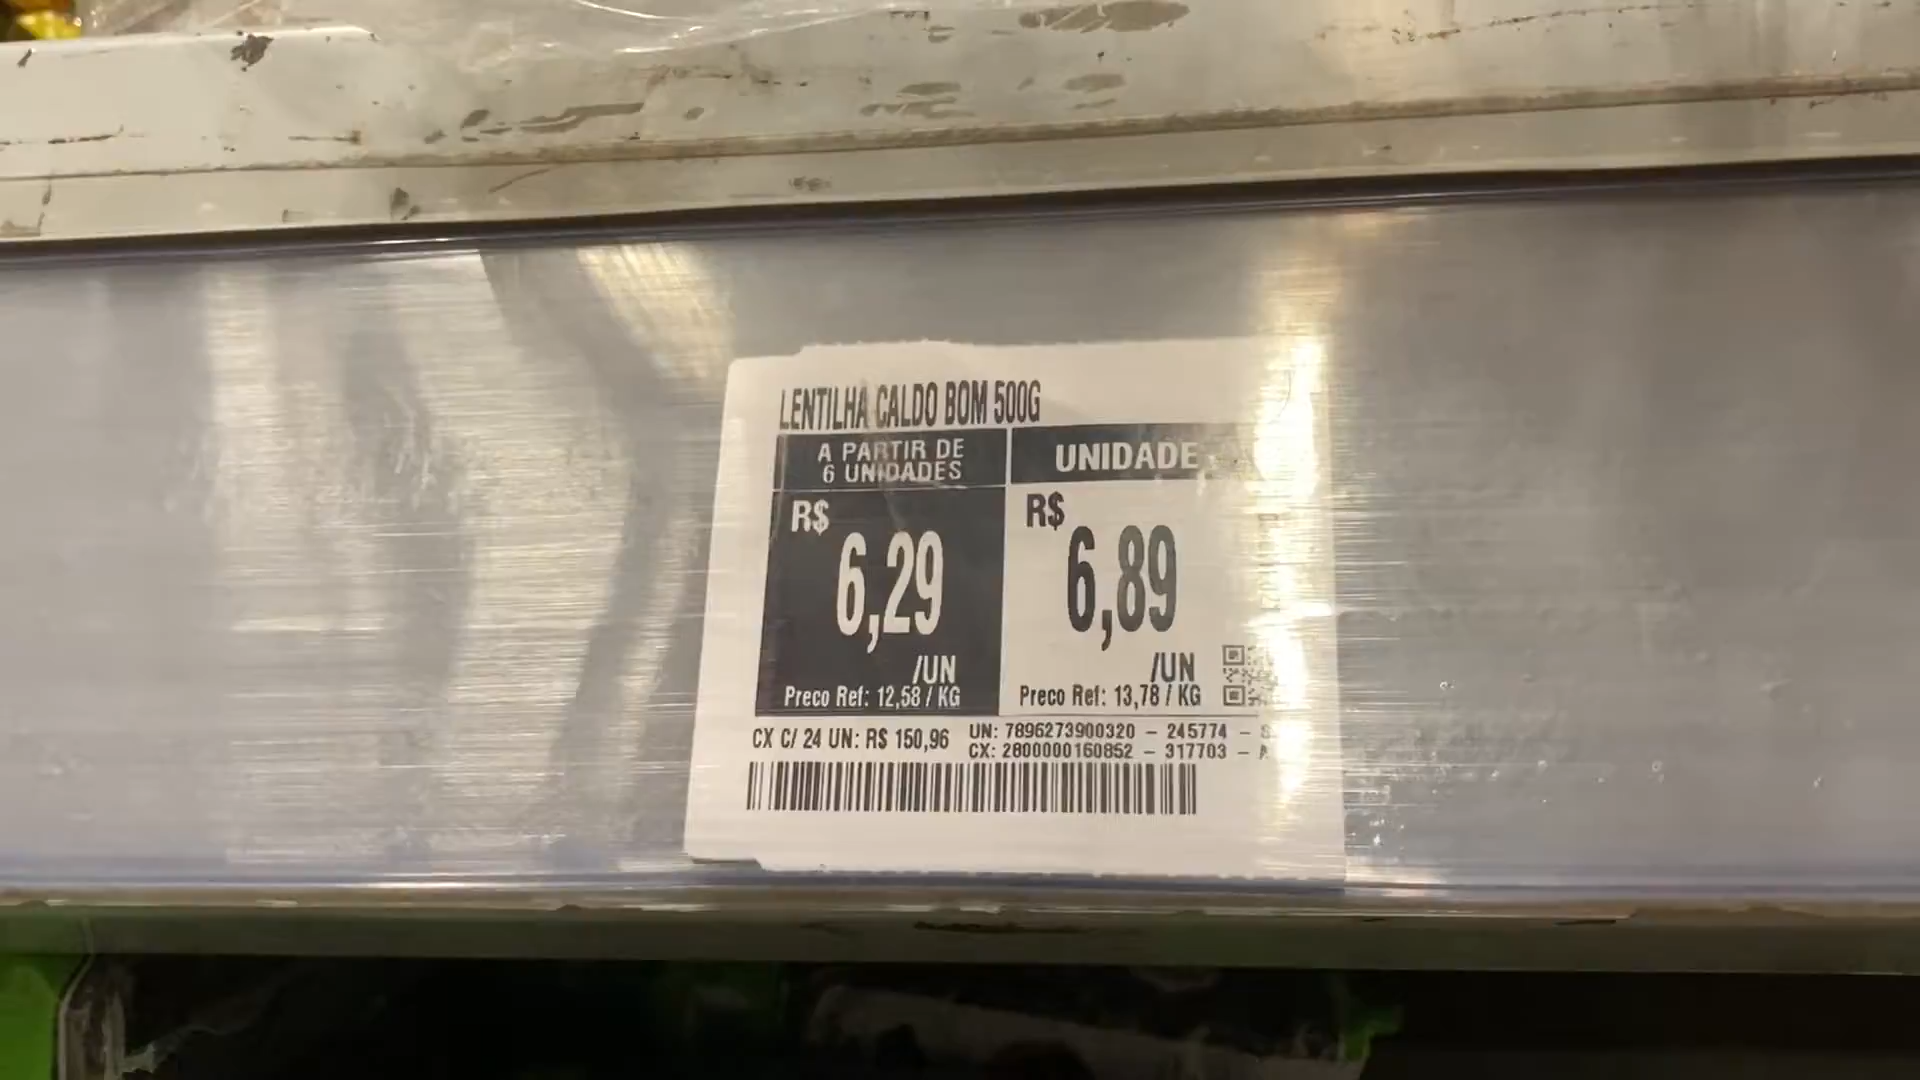 LENTILHA CALDO BOM 500G
A PARTIR DE
6 UNIDADES
UNIDADE
R$
6,29
/UN
Preco Ref: 12,58 / KG
R$
6,89
/UN
Preco Ref: 13,78 / KG
CX C/ 24 UN: R$ 150,96
UN: 7896273900320 - 245774 -
CX: 2800000160852 - 317703 - A